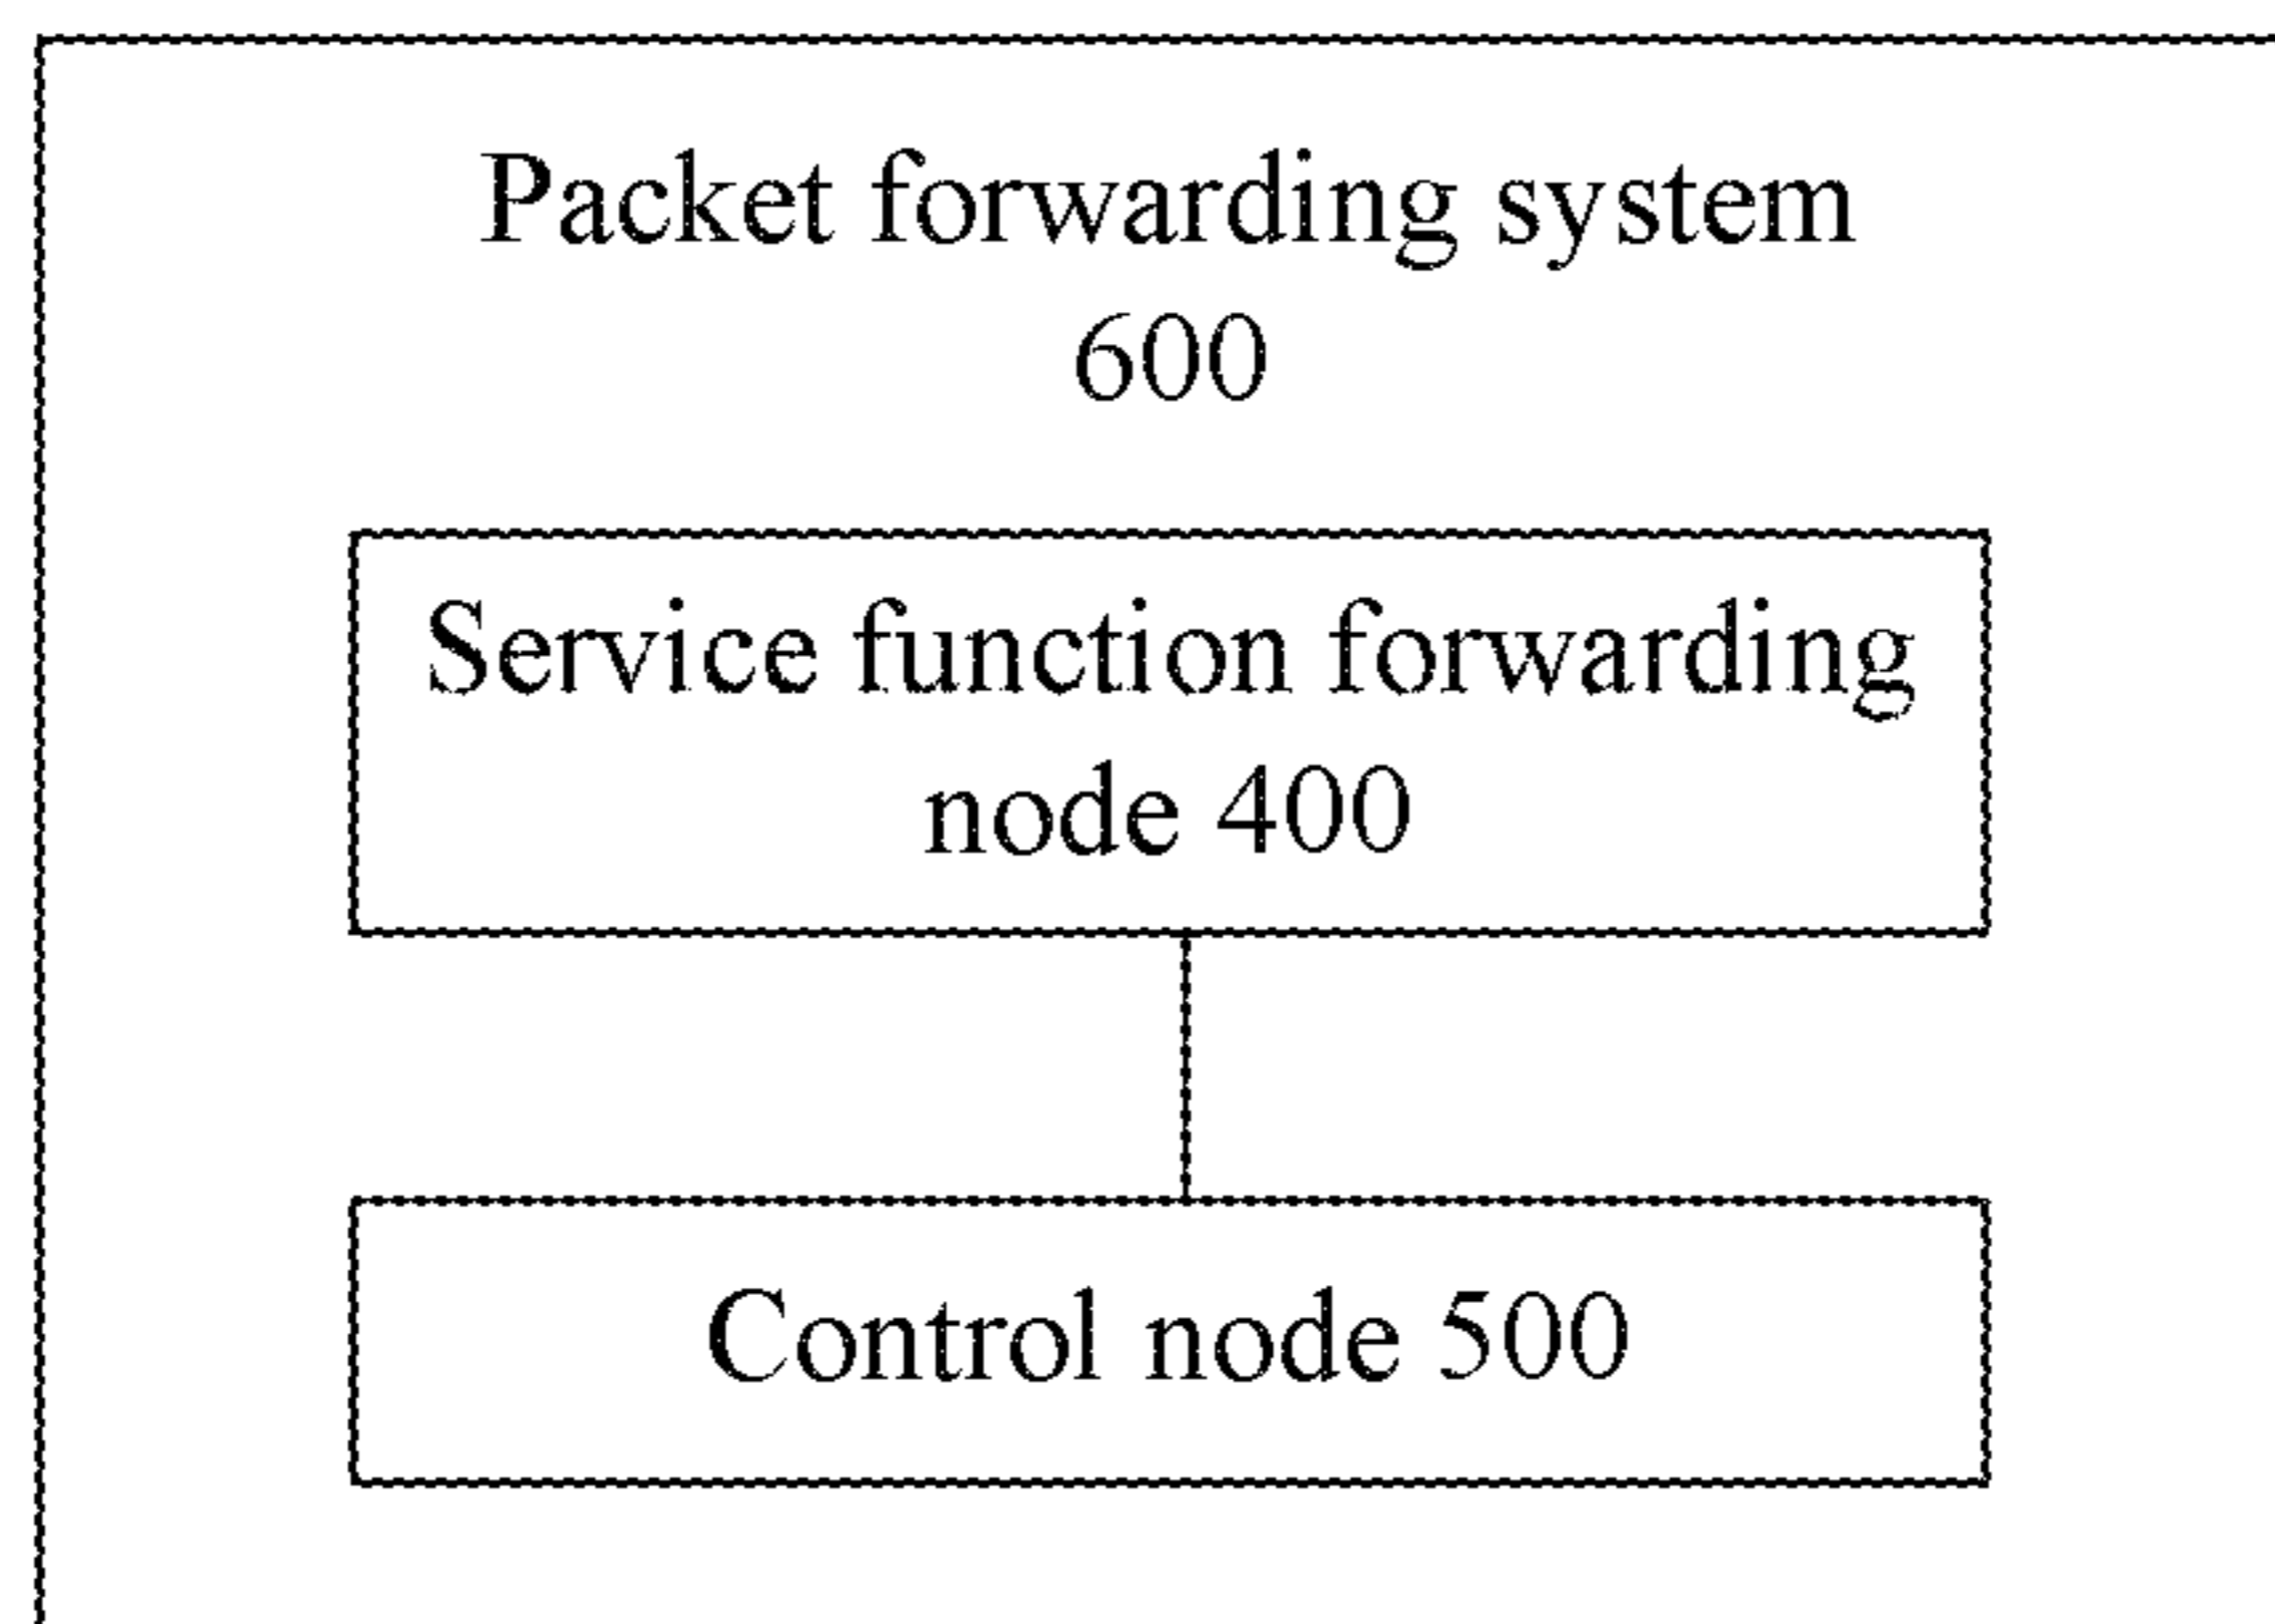 Packet forwarding system
600
Service function forwarding
node 400
Control node 500